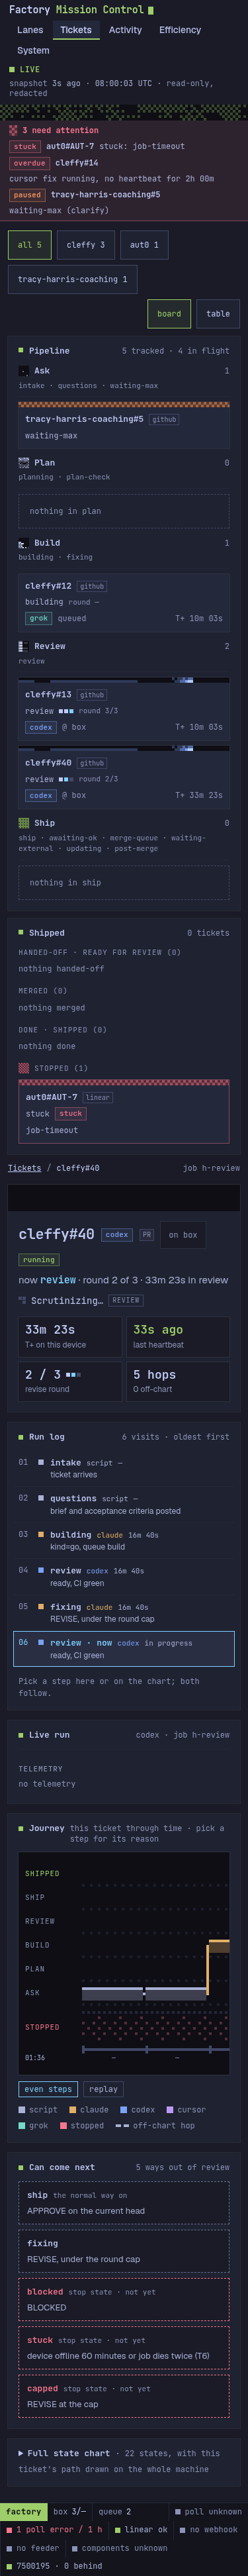 Factory Mission Control
Lanes Tickets Activity Efficiency
System
LIVE
snapshot 3s ago · 08:00:03 UTC · read-only,
redacted
3 need attention
stuck aut0#AUT-7 stuck: job-timeout
overdue cleffy#14
cursor fix running, no heartbeat for 2h 00m
paused tracy-harris-coaching#5
waiting-max (clarify)
all 5 cleffy 3 aut0 1
tracy-harris-coaching 1
board table
Pipeline 5 tracked · 4 in flight
Ask 1
intake · questions · waiting-max
tracy-harris-coaching#5 github
waiting-max
Plan 0
planning · plan-check
nothing in plan
Build 1
building · fixing
cleffy#12 github
building round —
grok queued T+ 10m 03s
Review 2
review
cleffy#13 github
review round 3/3
codex @ box T+ 10m 03s
cleffy#40 github
review round 2/3
codex @ box T+ 33m 23s
Ship 0
ship · awaiting-ok · merge-queue · waiting-
external · updating · post-merge
nothing in ship
Shipped 0 tickets
HANDED-OFF · READY FOR REVIEW (0)
nothing handed-off
MERGED (0)
nothing merged
DONE · SHIPPED (0)
nothing done
STOPPED (1)
aut0#AUT-7 linear
stuck stuck
job-timeout
Tickets / cleffy#40 job h-review
cleffy#40 codex PR on box
running
now review · round 2 of 3 · 33m 23s in review
Scrutinizing… REVIEW
33m 23s
T+ on this device
33s ago
last heartbeat
2 / 3
revise round
5 hops
0 off-chart
Run log 6 visits · oldest first
01 intake script —
ticket arrives
02 questions script —
brief and acceptance criteria posted
03 building claude 16m 40s
kind=go, queue build
04 review codex 16m 40s
ready, CI green
05 fixing claude 16m 40s
REVISE, under the round cap
06 review · now codex in progress
ready, CI green
Pick a step here or on the chart; both
follow.
Live run codex · job h-review
TELEMETRY
no telemetry
Journey this ticket through time · pick a
step for its reason
SHIPPED
SHIP
REVIEW
BUILD
PLAN
ASK
STOPPED
01:36 — —
even steps replay
script claude codex cursor
grok stopped off-chart hop
Can come next 5 ways out of review
ship the normal way on
APPROVE on the current head
fixing
REVISE, under the round cap
blocked stop state · not yet
BLOCKED
stuck stop state · not yet
device offline 60 minutes or job dies twice (T6)
capped stop state · not yet
REVISE at the cap
Full state chart · 22 states, with this
ticket's path drawn on the whole machine
factory box 3/— queue 2 poll unknown
1 poll error / 1 h linear ok no webhook
no feeder components unknown
7500195 · 0 behind